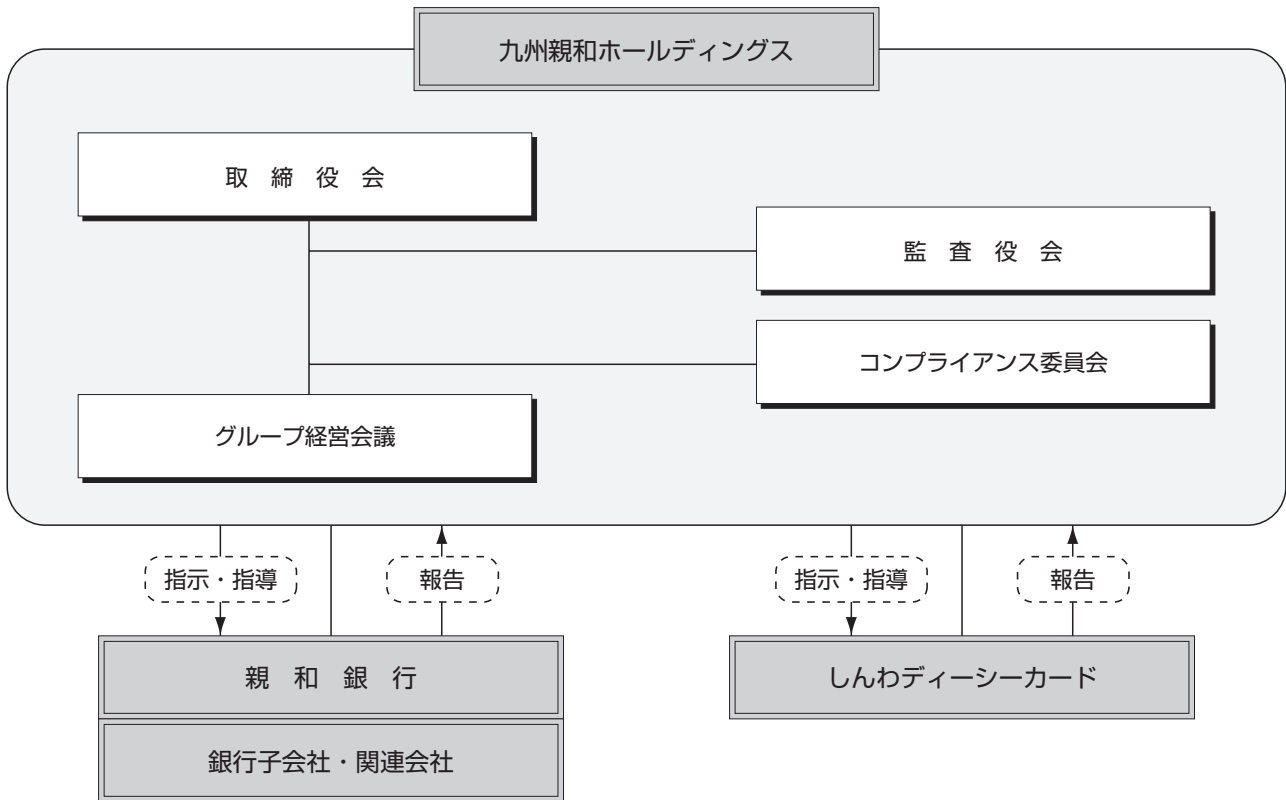 九州親和ホールディングス
取　締　役　会
監　査　役　会
コンプライアンス委員会
グループ経営会議
指示・指導
報告
指示・指導
報告
親　和　銀　行
しんわディーシーカード
銀行子会社・関連会社